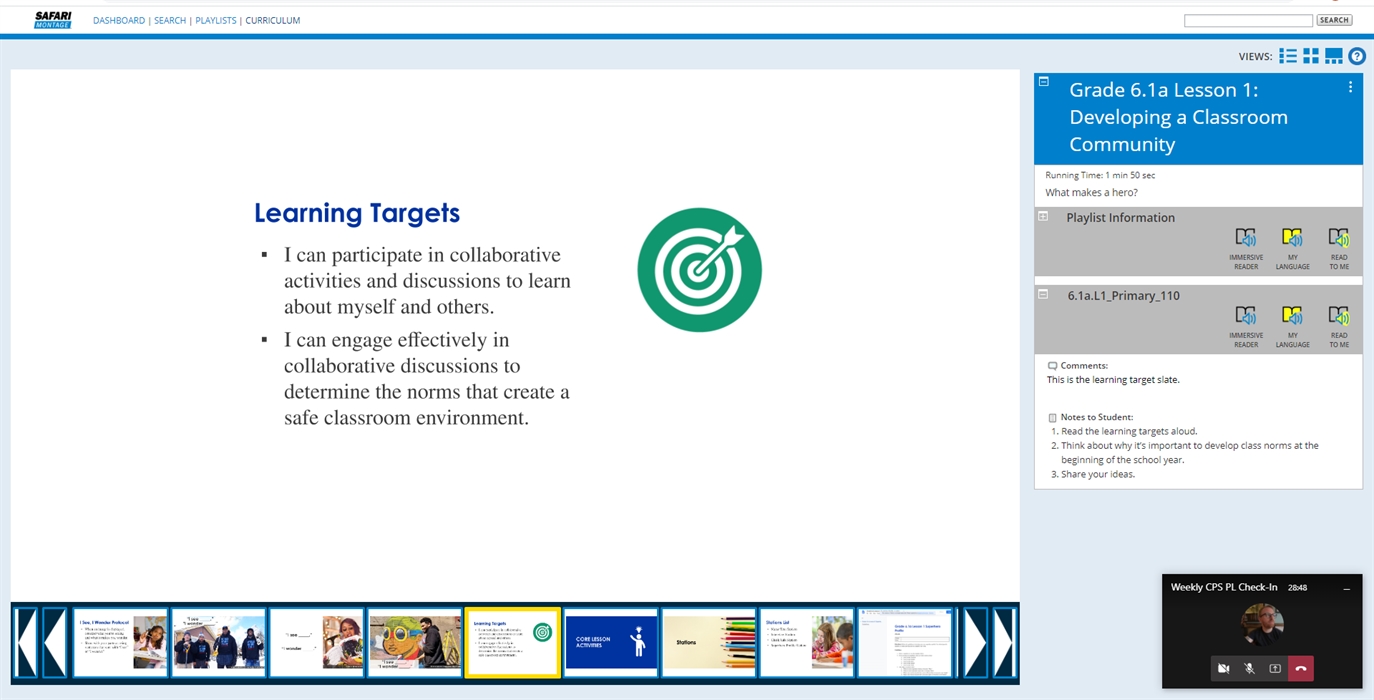 SAFARI
MONTAGE
DASHBOARD | SEARCH | PLAYLISTS | CURRICULUM
SEARCH
VIEWS:
?
Learning Targets
▪ I can participate in collaborative
activities and discussions to learn
about myself and others.
▪ I can engage effectively in
collaborative discussions to
determine the norms that create a
safe classroom environment.
Grade 6.1a Lesson 1:
Developing a Classroom
Community
Running Time: 1 min 50 sec
What makes a hero?
Playlist Information
IMMERSIVE
READER
MY
LANGUAGE
READ
TO ME
6.1a.L1_Primary_110
IMMERSIVE
READER
MY
LANGUAGE
READ
TO ME
Comments:
This is the learning target slate.
Notes to Student:
1. Read the learning targets aloud.
2. Think about why it's important to develop class norms at the
beginning of the school year.
3. Share your ideas.
Weekly CPS PL Check-In 28:48
I See, I Wonder Protocol
"I see
"I wonder
"I see
"I wonder
"I see
"I wonder
Learning Targets
CORE LESSON
ACTIVITIES
Stations
Stations List